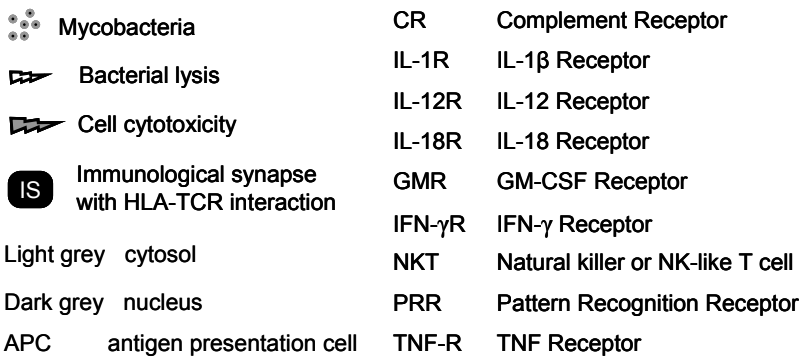 Mycobacteria
Bacterial lysis
Cell cytotoxicity
IS
Immunological synapse
with HLA-TCR interaction
Light grey cytosol
Dark grey nucleus
APC antigen presentation cell
CR Complement Receptor
IL-1R IL-1β Receptor
IL-12R IL-12 Receptor
IL-18R IL-18 Receptor
GMR GM-CSF Receptor
IFN-γR IFN-γ Receptor
NKT Natural killer or NK-like T cell
PRR Pattern Recognition Receptor
TNF-R TNF Receptor